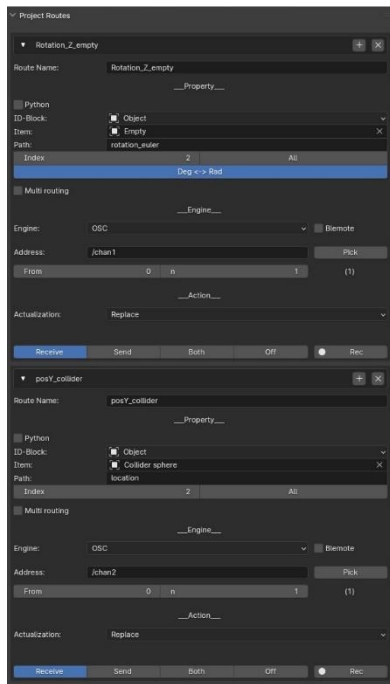 Project Routes
Rotation_Z_empty
Route Name: Rotation_Z_empty
__Property__
Python
ID-Block: Object
Item: Empty
Path: rotation_euler
Index 2 All
Deg <-> Rad
Multi routing
__Engine__
Engine: OSC Blemote
Address: /chan1 Pick
From 0 n 1 (1)
__Action__
Actualization: Replace
Receive Send Both Off Rec
posY_collider
Route Name: posY_collider
__Property__
Python
ID-Block: Object
Item: Collider sphere
Path: location
Index 2 All
Multi routing
__Engine__
Engine: OSC Blemote
Address: /chan2 Pick
From 0 n 1 (1)
__Action__
Actualization: Replace
Receive Send Both Off Rec